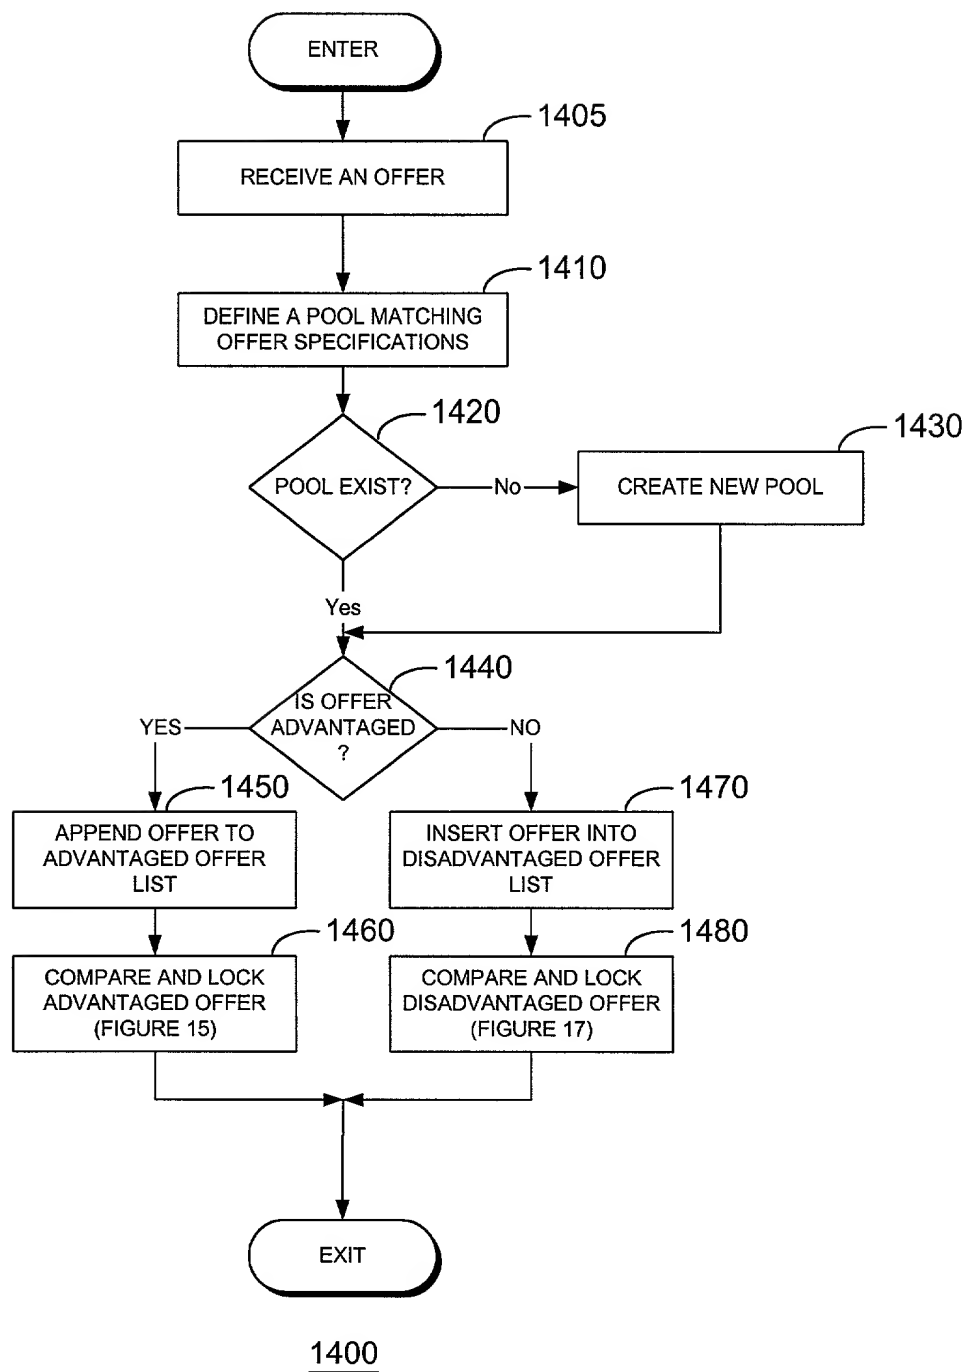 ENTER
1405
RECEIVE AN OFFER
1410
DEFINE A POOL MATCHING
OFFER SPECIFICATIONS
1420
1430
POOL EXIST?
No
CREATE NEW POOL
Yes
1440
IS OFFER
ADVANTAGED
?
YES
NO
1450
1470
APPEND OFFER TO
ADVANTAGED OFFER
LIST
INSERT OFFER INTO
DISADVANTAGED OFFER
LIST
1460
1480
COMPARE AND LOCK
ADVANTAGED OFFER
(FIGURE 15)
COMPARE AND LOCK
DISADVANTAGED OFFER
(FIGURE 17)
EXIT
1400